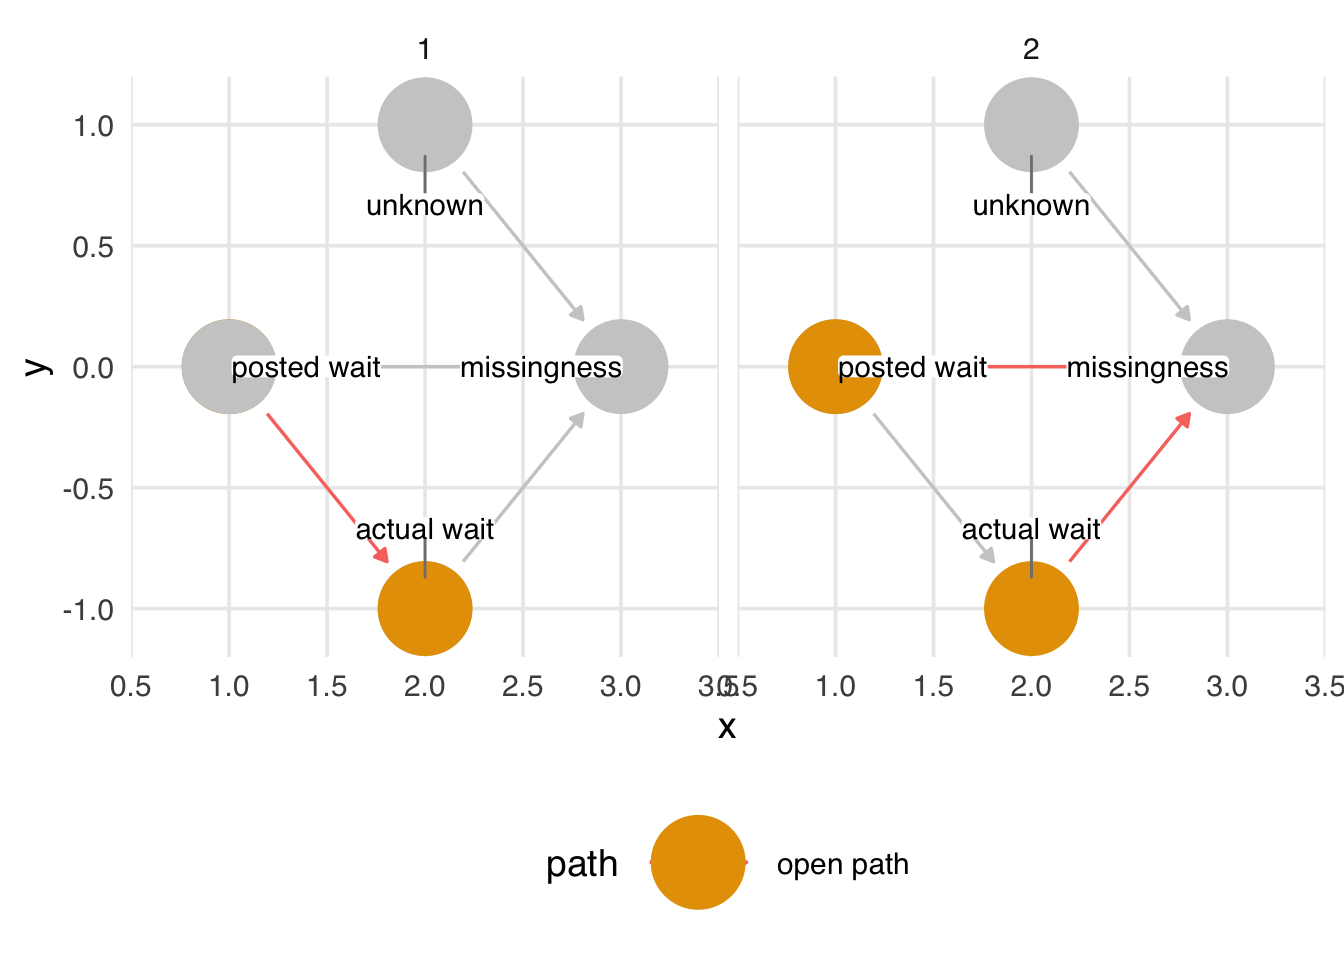 1 2
1.0
unknown unknown
0.5
y 0.0 posted wait missingness posted wait missingness
-0.5
actual wait actual wait
-1.0
0.5 1.0 1.5 2.0 2.5 3.0 3.5 0.5 1.0 1.5 2.0 2.5 3.0 3.5
x
path open path